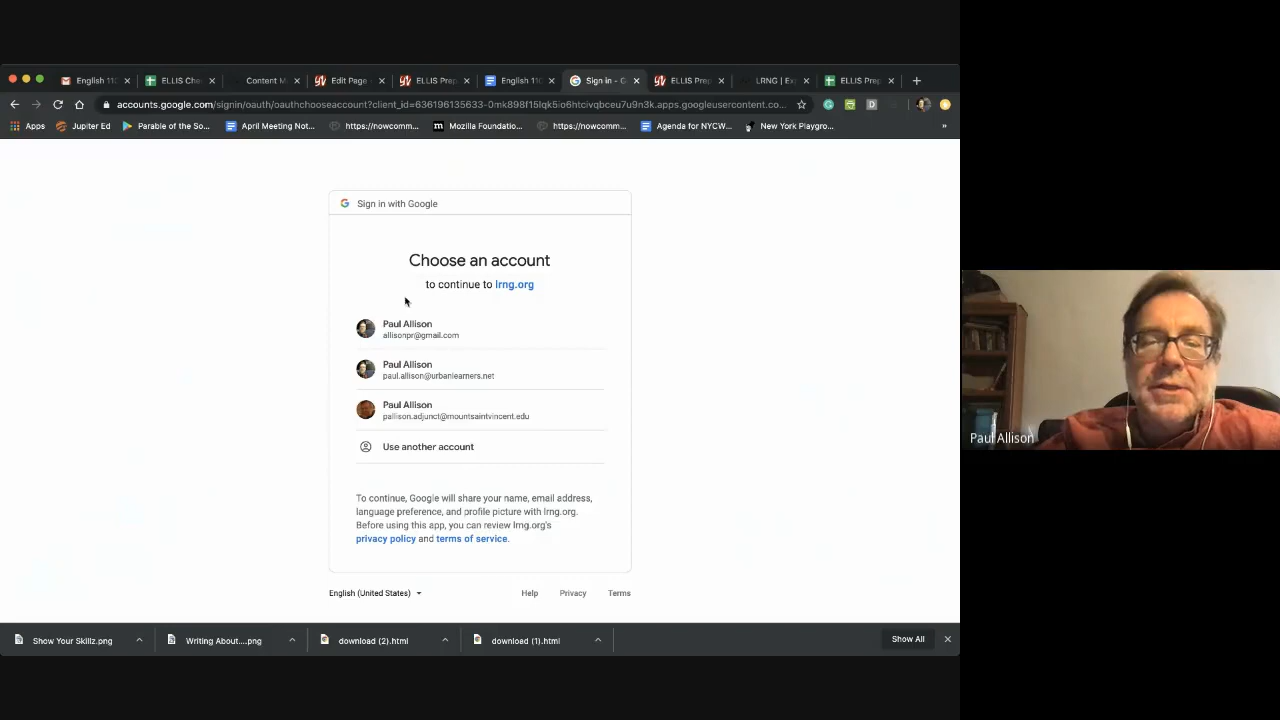 English 11
ELLIS Che
Content M
Edit Page -
ELLIS Prep
English 110
Sign in - G
ELLIS Prep
LRNG | Ex
ELLIS Prep
accounts.google.com/signin/oauth/oauthchooseaccount?client_id=636196135633-0mk898f15lqk5io6htcivqbceu7u9n3k.apps.googleusercontent.co...
Apps
Jupiter Ed
Parable of the So...
April Meeting Not...
https://nowcomm...
Mozilla Foundatio...
https://nowcomm...
Agenda for NYCW...
New York Playgro...
»
Sign in with Google
Choose an account
to continue to lrng.org
Paul Allison
allisonpr@gmail.com
Paul Allison
paul.allison@urbanlearners.net
Paul Allison
pallison.adjunct@mountsaintvincent.edu
Use another account
To continue, Google will share your name, email address,
language preference, and profile picture with lrng.org.
Before using this app, you can review lrng.org's
privacy policy and terms of service.
English (United States)
Help
Privacy
Terms
Show Your Skillz.png
Writing About....png
download (2).html
download (1).html
Show All
Paul Allison